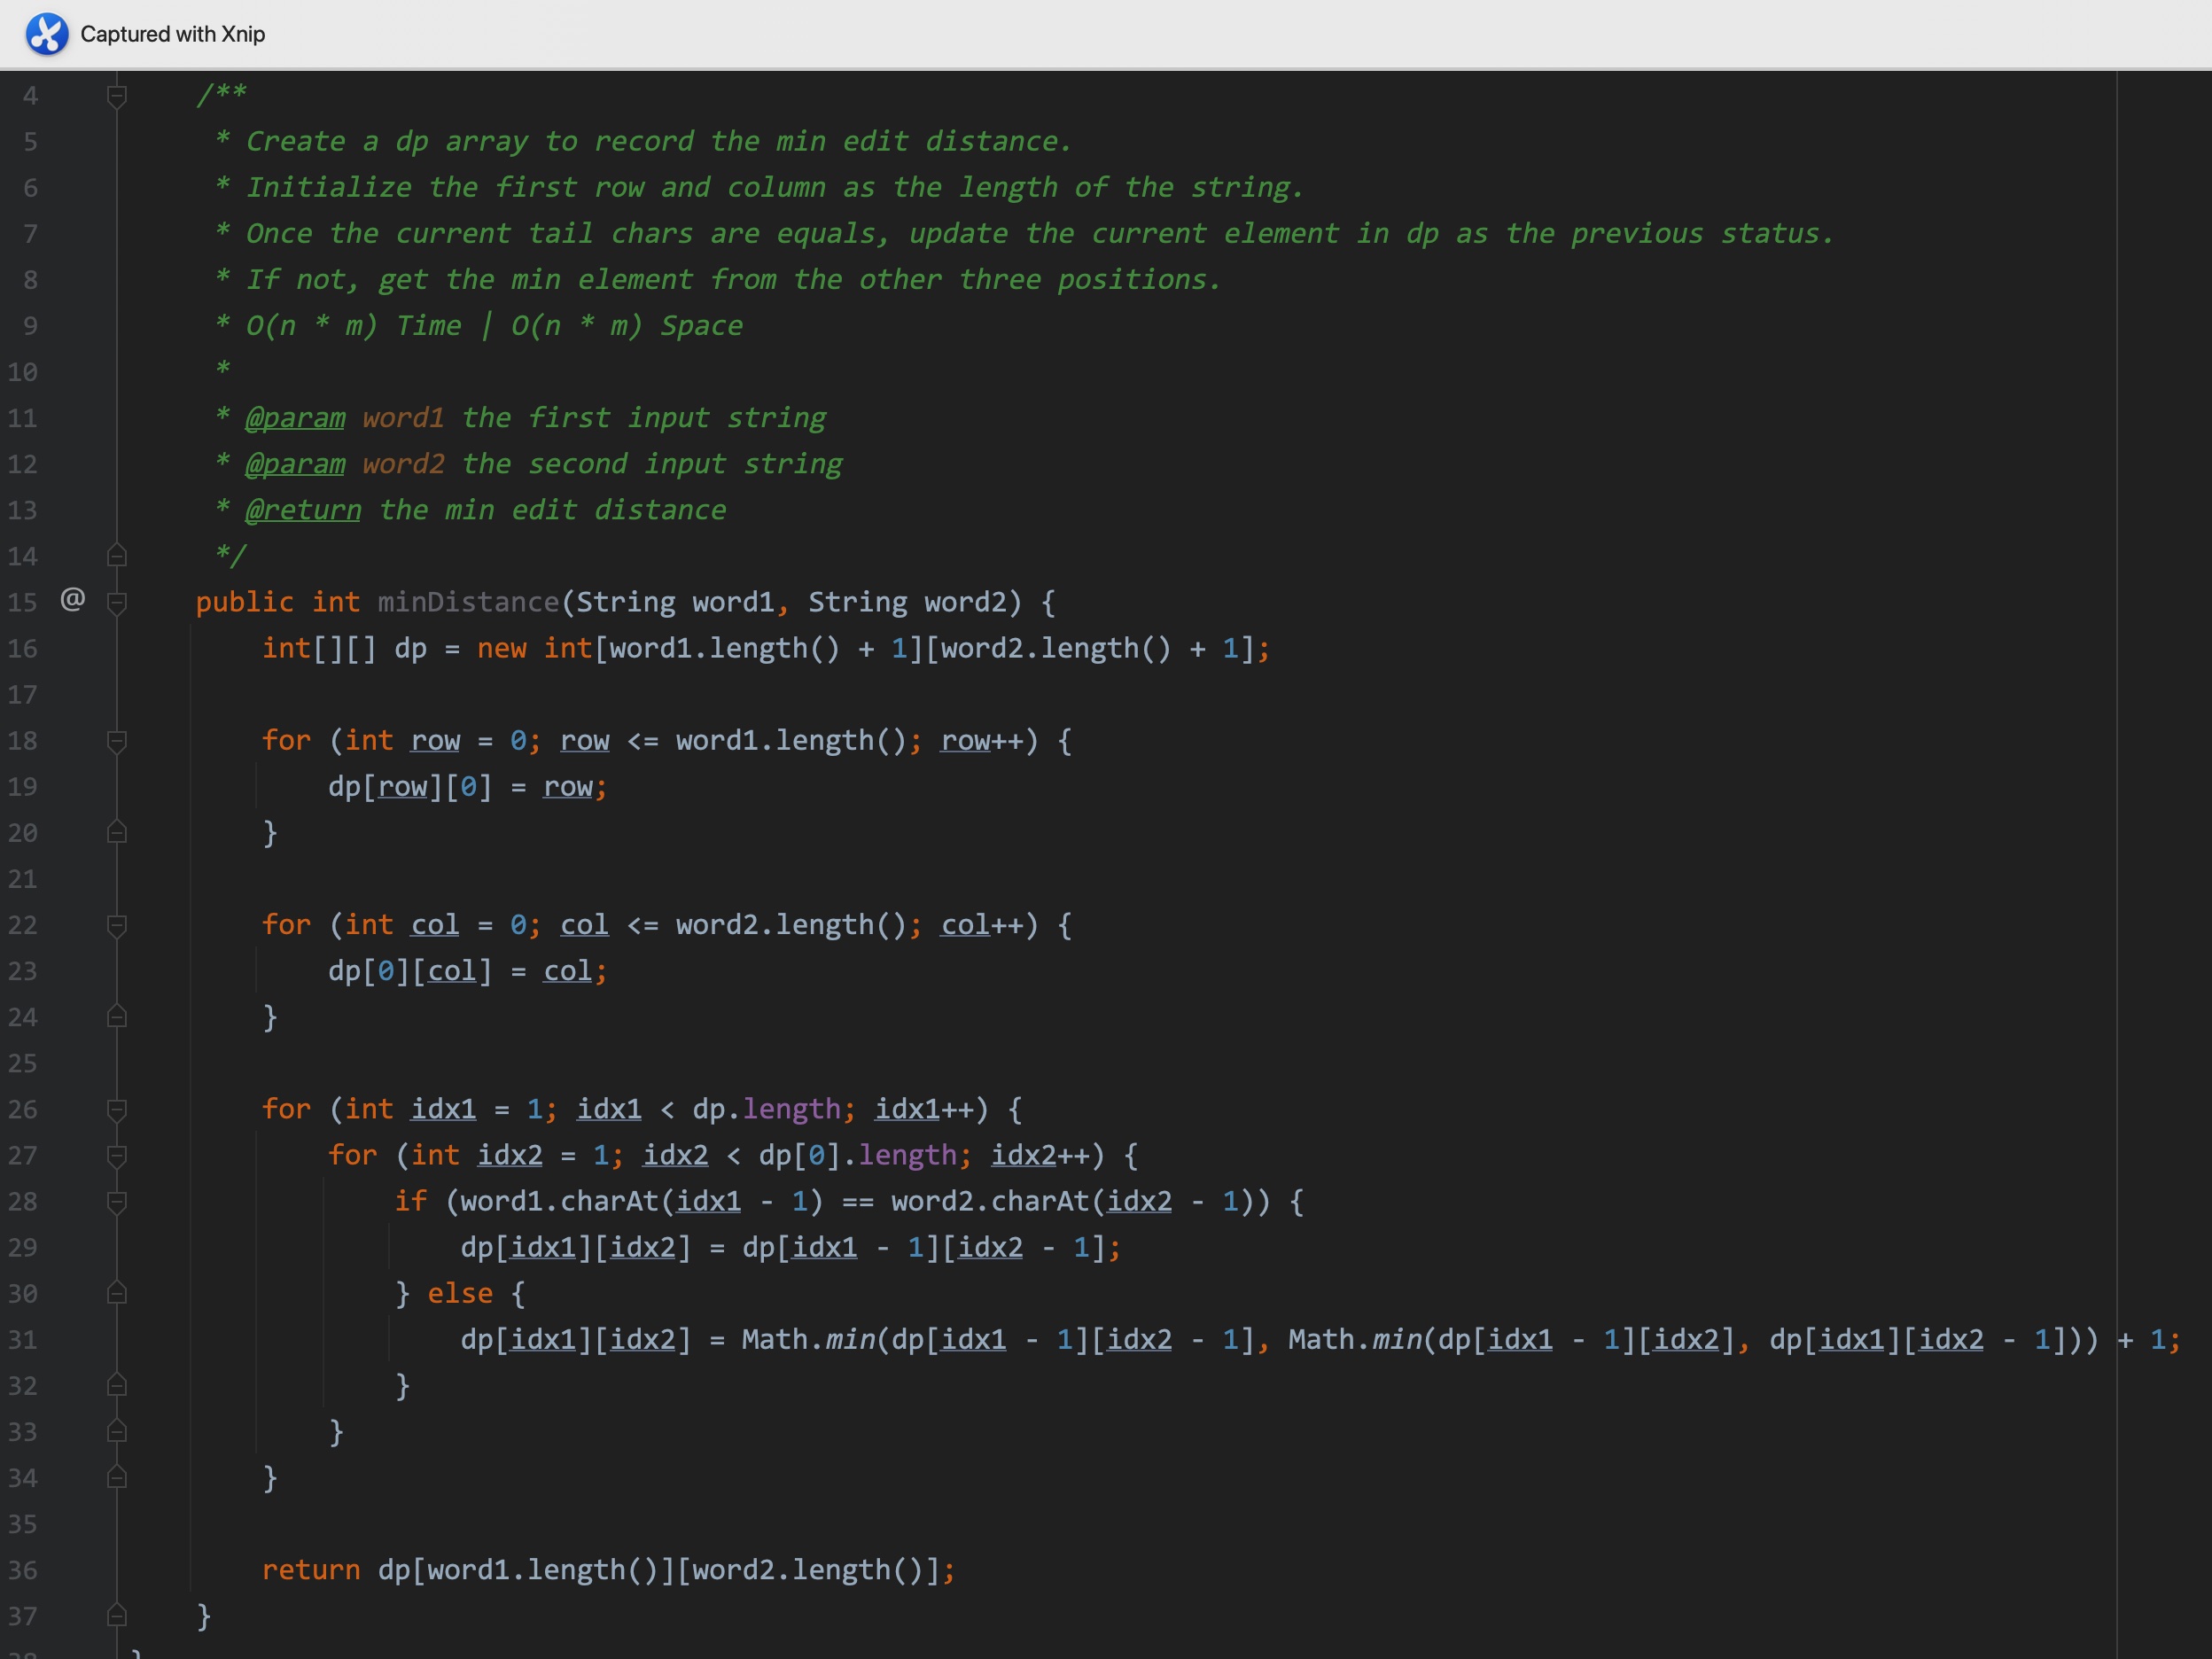 Captured with Xnip
4 /**
5 * Create a dp array to record the min edit distance.
6 * Initialize the first row and column as the length of the string.
7 * Once the current tail chars are equals, update the current element in dp as the previous status.
8 * If not, get the min element from the other three positions.
9 * O(n * m) Time | O(n * m) Space
10 *
11 * @param word1 the first input string
12 * @param word2 the second input string
13 * @return the min edit distance
14 */
15 @ public int minDistance(String word1, String word2) {
16 int[][] dp = new int[word1.length() + 1][word2.length() + 1];
17
18 for (int row = 0; row <= word1.length(); row++) {
19 dp[row][0] = row;
20 }
21
22 for (int col = 0; col <= word2.length(); col++) {
23 dp[0][col] = col;
24 }
25
26 for (int idx1 = 1; idx1 < dp.length; idx1++) {
27 for (int idx2 = 1; idx2 < dp[0].length; idx2++) {
28 if (word1.charAt(idx1 - 1) == word2.charAt(idx2 - 1)) {
29 dp[idx1][idx2] = dp[idx1 - 1][idx2 - 1];
30 } else {
31 dp[idx1][idx2] = Math.min(dp[idx1 - 1][idx2 - 1], Math.min(dp[idx1 - 1][idx2], dp[idx1][idx2 - 1])) + 1;
32 }
33 }
34 }
35
36 return dp[word1.length()][word2.length()];
37 }